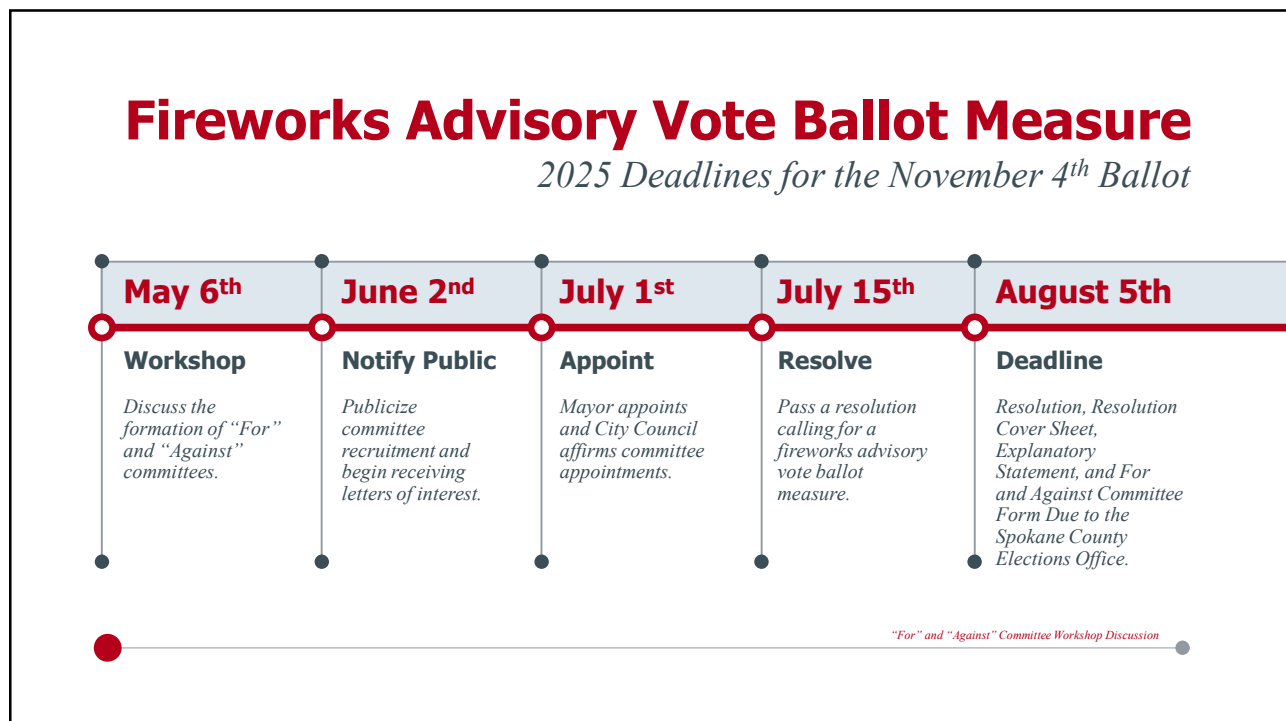 Fireworks Advisory Vote Ballot Measure
2025 Deadlines for the November 4th Ballot
May 6th
Workshop
Discuss the
formation of “For”
and “Against”
committees.
June 2nd
Notify Public
Publicize
committee
recruitment and
begin receiving
letters of interest.
July 1st
Appoint
Mayor appoints
and City Council
affirms committee
appointments.
July 15th
Resolve
Pass a resolution
calling for a
fireworks advisory
vote ballot
measure.
August 5th
Deadline
Resolution, Resolution
Cover Sheet,
Explanatory
Statement, and For
and Against Committee
Form Due to the
Spokane County
Elections Office.
“For” and “Against” Committee Workshop Discussion